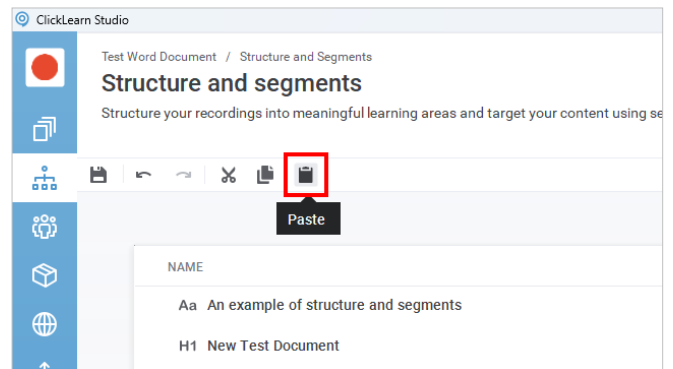 ClickLearn Studio
Test Word Document / Structure and Segments
Structure and segments
Structure your recordings into meaningful learning areas and target your content using se
Paste
NAME
Aa An example of structure and segments
H1 New Test Document